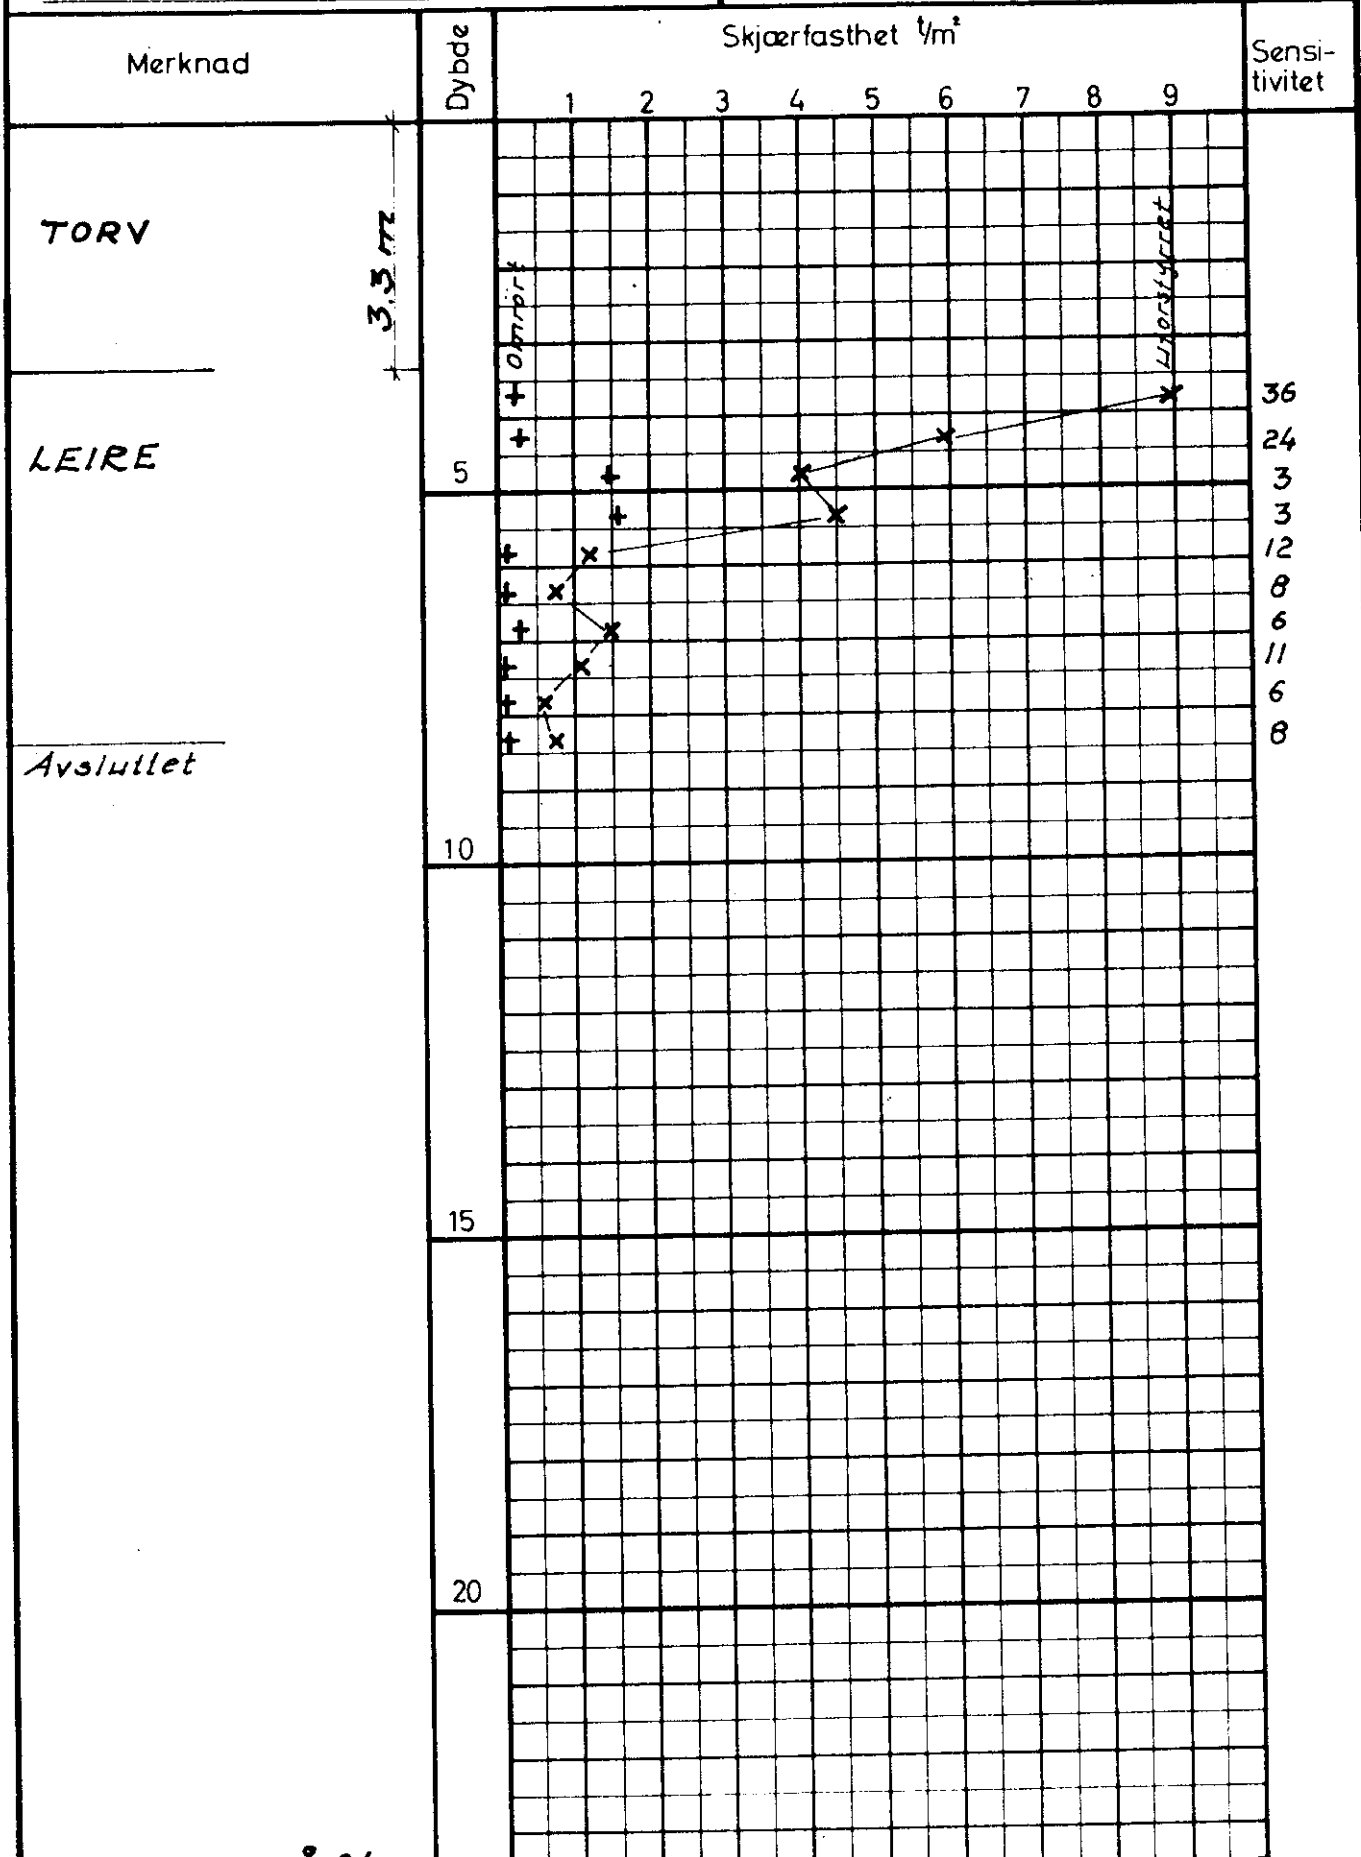 Merknad
Dybde
Skjærfasthet t/m²
Sensi-
tivitet
1 2 3 4 5 6 7 8 9
TORV
3.3 m
Omrørt
Uforstyrret
LEIRE
36
24
5
3
3
12
8
6
11
6
8
Avsluttet
10
15
20